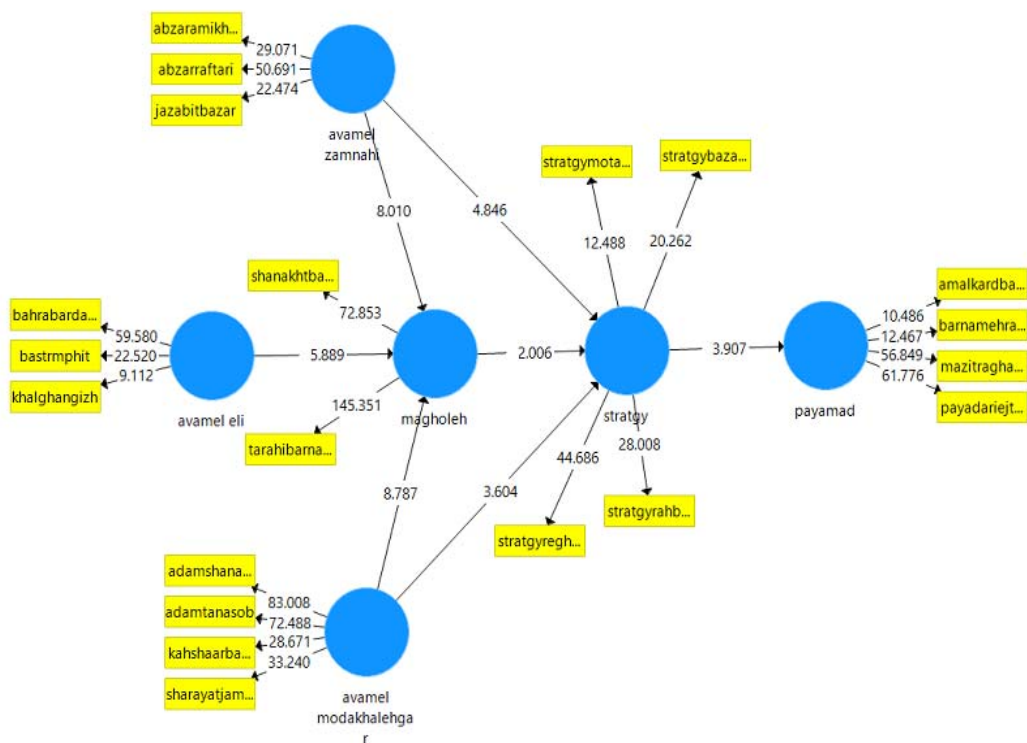 abzaramikh...
29.071
abzarraftari
50.691
jazabitbazar
22.474
avamel
zamnahi
stratgymota...
stratgybaza...
8.010
4.846
12.488
20.262
shanakhtba...
72.853
amalkardba...
10.486
bahrabarda...
59.580
barnamehra...
12.467
bastrmphit
22.520
5.889
2.006
3.907
mazitragha...
56.849
khalghangizh
9.112
61.776
payadariejt...
avamel eli
magholeh
stratgy
payamad
145.351
tarahibarna...
44.686
28.008
8.787
3.604
stratgyrahb...
stratgyregh...
adamshana...
83.008
adamtanasob
72.488
kahshaarba...
28.671
33.240
sharayatjam...
avamel
modakhalehga
r